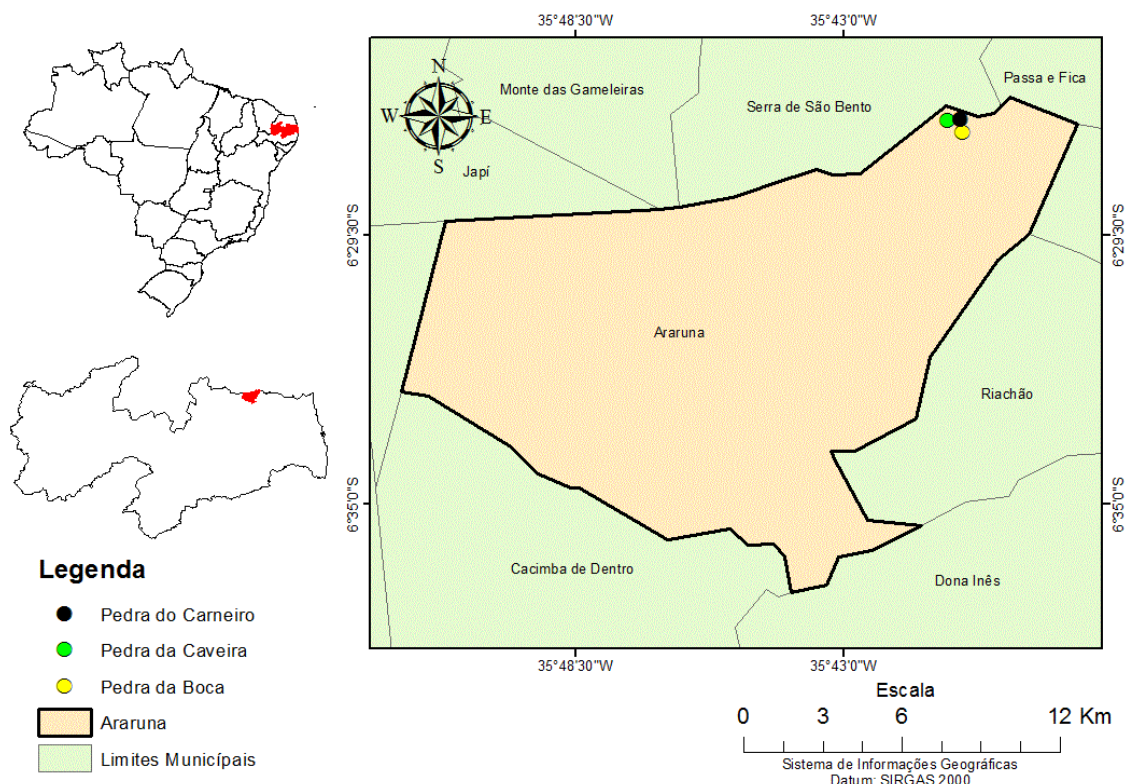 35°48'30"W
35°43'0"W
N
W
E
S
Monte das Gameleiras
Serra de São Bento
Passa e Fica
Japí
6°29'30"S
6°29'30"S
Araruna
Riachão
6°35'0"S
6°35'0"S
Cacimba de Dentro
Dona Inês
35°48'30"W
35°43'0"W
Legenda
Pedra do Carneiro
Pedra da Caveira
Pedra da Boca
Araruna
Limites Municípais
Escala
0 3 6 12 Km
Sistema de Informações Geográficas
Datum: SIRGAS 2000